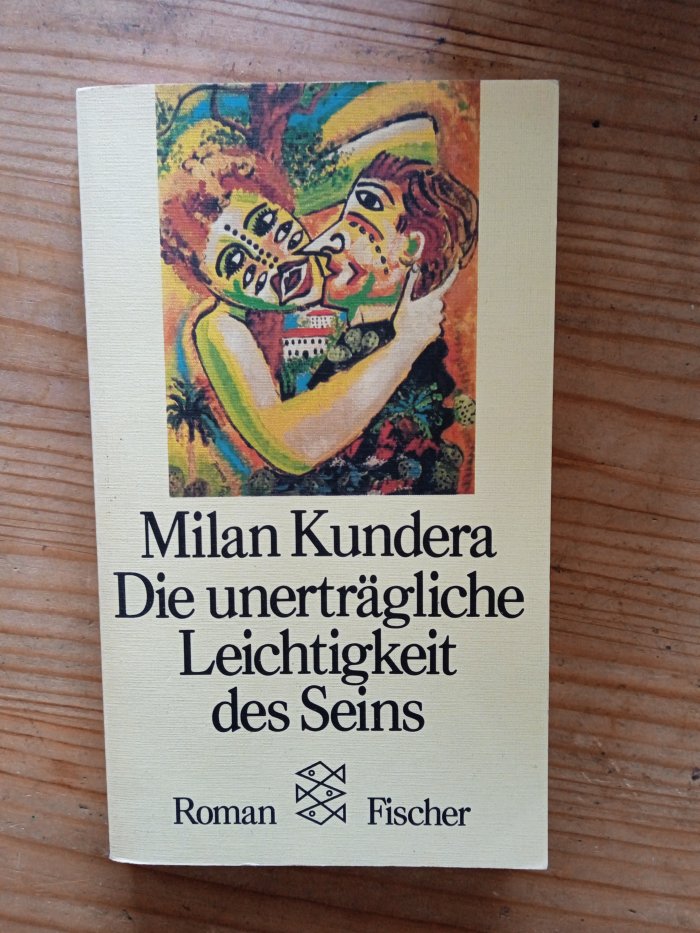 Milan Kundera
Die unerträgliche
Leichtigkeit
des Seins
Roman Fischer